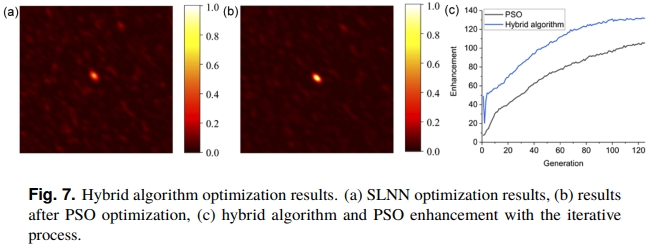 (a)
1.0
0.8
0.6
0.4
0.2
0.0
(b)
1.0
0.8
0.6
0.4
0.2
0.0
(c)
140
120
100
80
60
40
20
0
Enhancement
PSO
Hybrid algorithm
0 20 40 60 80 100 120
Generation
Fig. 7. Hybrid algorithm optimization results. (a) SLNN optimization results, (b) results
after PSO optimization, (c) hybrid algorithm and PSO enhancement with the iterative
process.